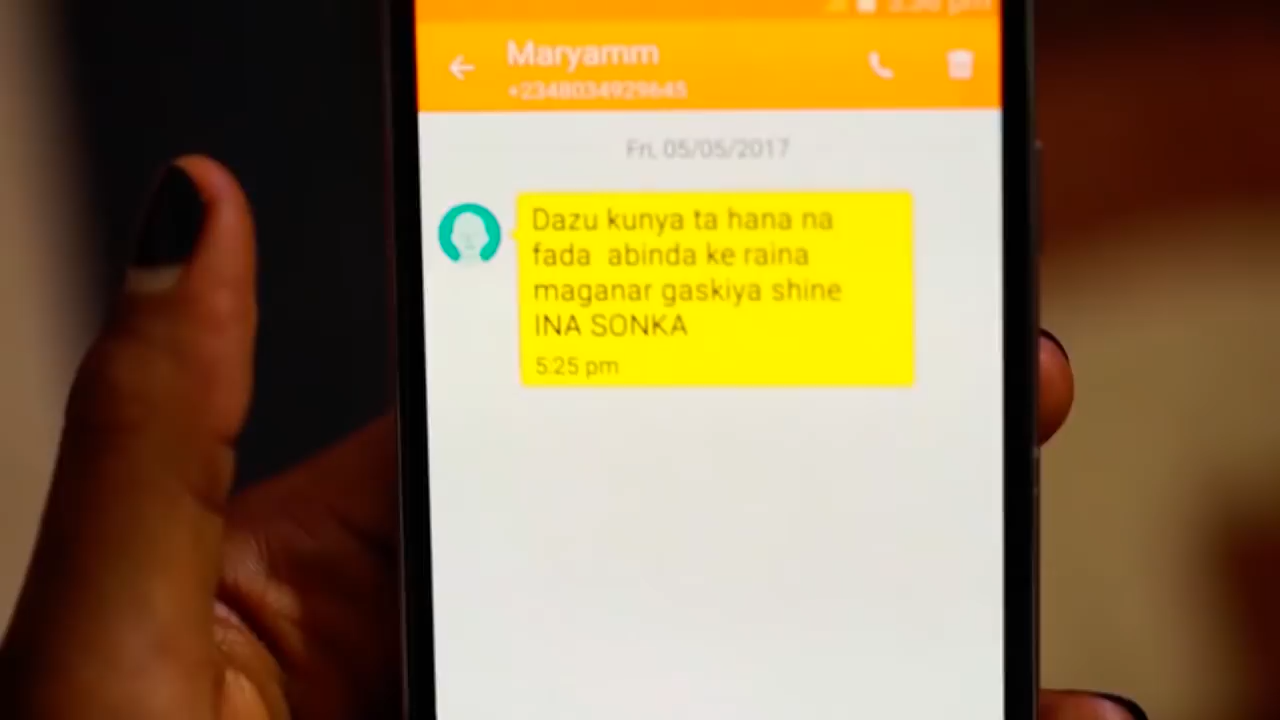 Maryamm
+2348034929645
Fri, 05/05/2017
Dazu kunya ta hana na
fada abinda ke raina
maganar gaskiya shine
INA SONKA
5:25 pm